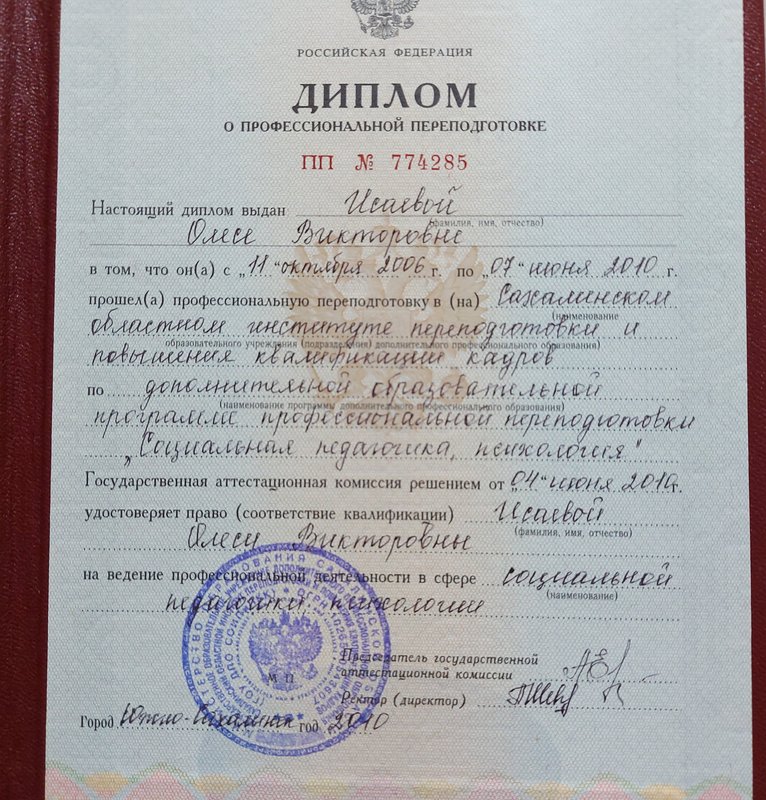 РОССИЙСКАЯ ФЕДЕРАЦИЯ
ДИПЛОМ
О ПРОФЕССИОНАЛЬНОЙ ПЕРЕПОДГОТОВКЕ
ПП № 774285
Настоящий диплом выдан Исаевой
(фамилия, имя, отчество)
Олесе Викторовне
в том, что он(а) с „11“ октября 2006 г. по „07“ июня 2010 г.
прошел(а) профессиональную переподготовку в (на) Сахалинском
(наименование
областном институте переподготовки и
образовательного учреждения (подразделения) дополнительного профессионального образования)
повышения квалификации кадров
по дополнительной образовательной
(наименование программы дополнительного профессионального образования)
программе профессиональной переподготовки
„Социальная педагогика, психология"
Государственная аттестационная комиссия решением от „04“ июня 2010 г.
удостоверяет право (соответствие квалификации) Исаевой
(фамилия, имя, отчество)
Олеси Викторовны
на ведение профессиональной деятельности в сфере социальной
(наименование)
педагогики, психологии
Председатель государственной
аттестационной комиссии
М П
Ректор (директор)
Город Южно-Сахалинск год 2010